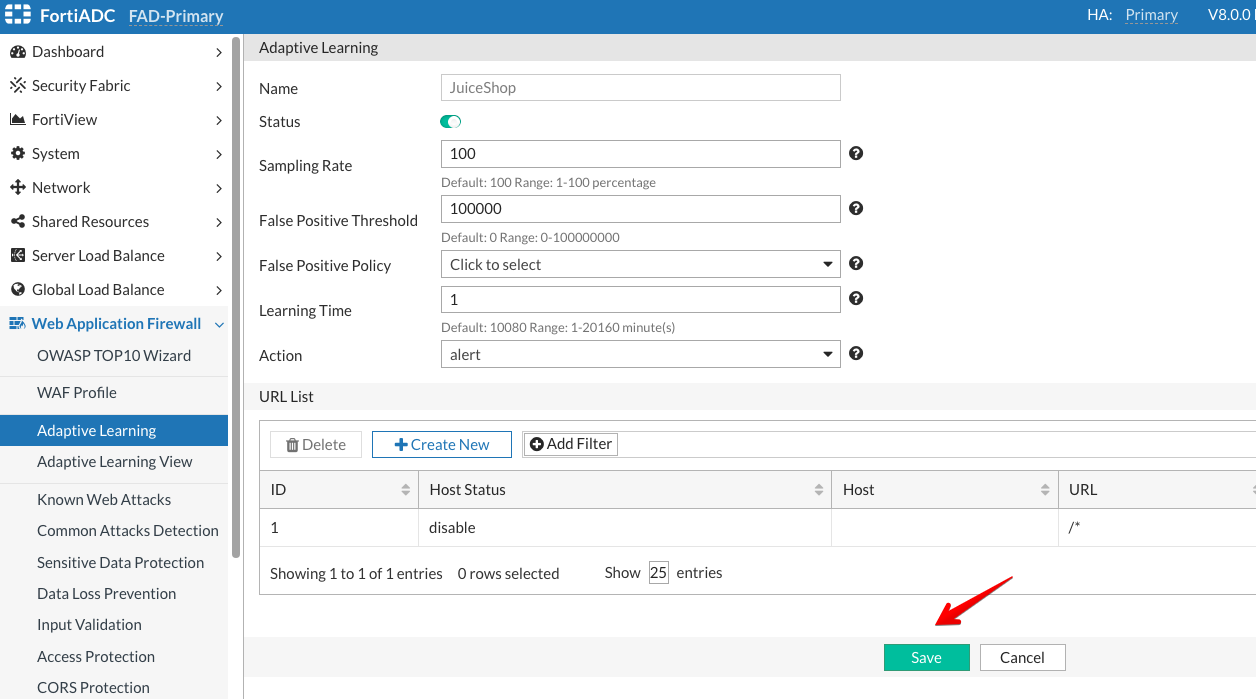 FortiADC FAD-Primary
HA: Primary V8.0.0
Dashboard
Security Fabric
FortiView
System
Network
Shared Resources
Server Load Balance
Global Load Balance
Web Application Firewall
OWASP TOP10 Wizard
WAF Profile
Adaptive Learning
Adaptive Learning View
Known Web Attacks
Common Attacks Detection
Sensitive Data Protection
Data Loss Prevention
Input Validation
Access Protection
CORS Protection
Adaptive Learning
Name JuiceShop
Status
Sampling Rate 100
Default: 100 Range: 1-100 percentage
False Positive Threshold 100000
Default: 0 Range: 0-100000000
False Positive Policy Click to select
Learning Time 1
Default: 10080 Range: 1-20160 minute(s)
Action alert
URL List
Delete Create New Add Filter
ID Host Status Host URL
1 disable /*
Showing 1 to 1 of 1 entries 0 rows selected Show 25 entries
Save Cancel